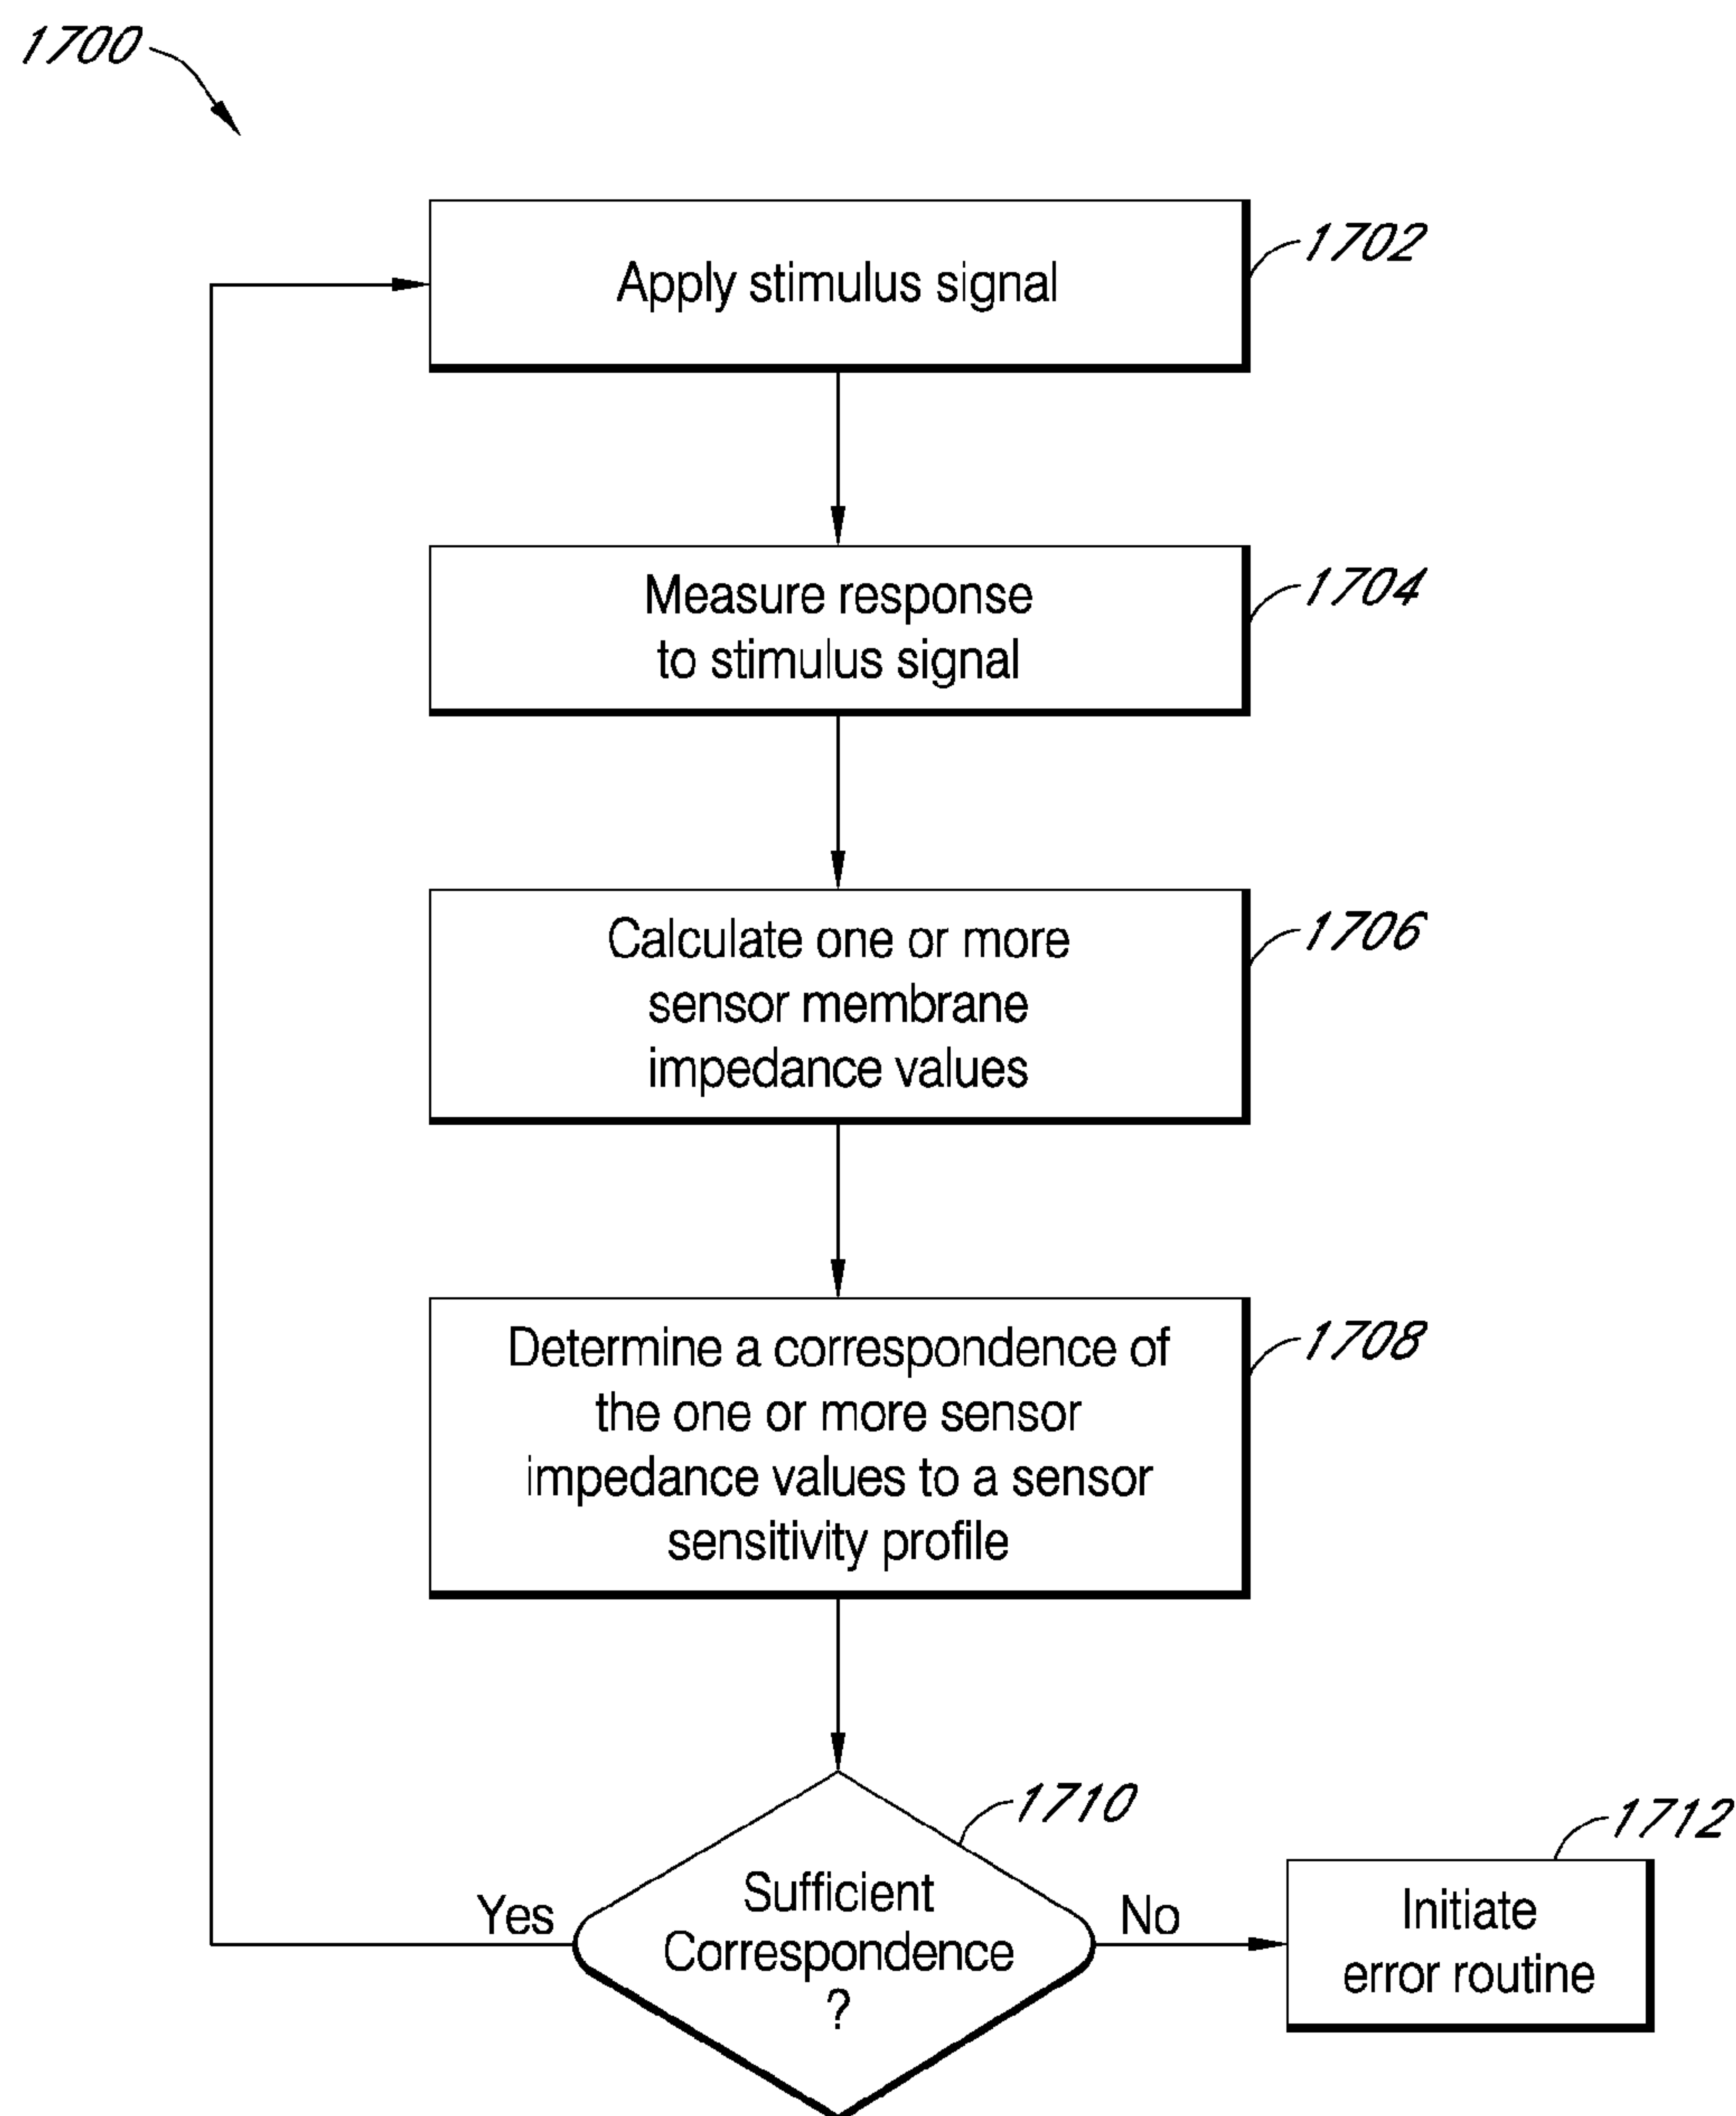 1700
Apply stimulus signal
1702
Measure response
to stimulus signal
1704
Calculate one or more
sensor membrane
impedance values
1706
Determine a correspondence of
the one or more sensor
impedance values to a sensor
sensitivity profile
1708
Sufficient
Correspondence
?
1710
Yes
No
Initiate
error routine
1712